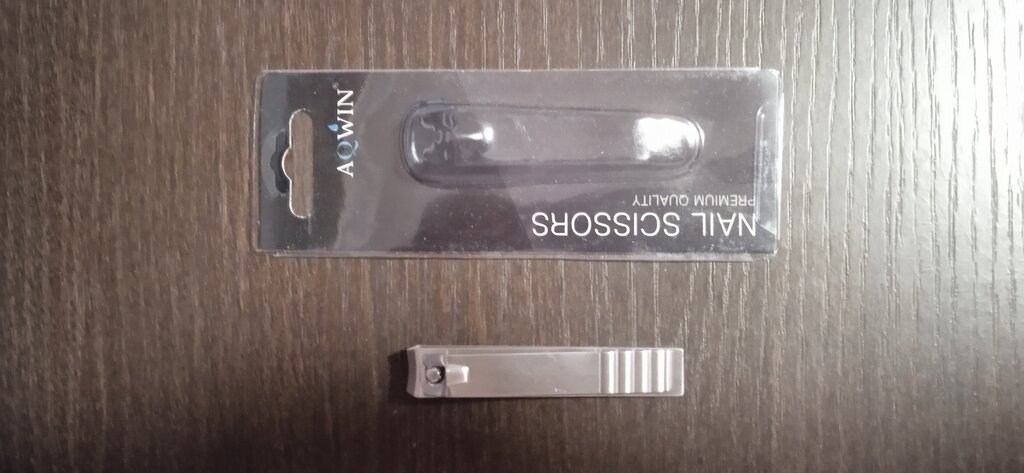 AQWIN
NAIL SCISSORS
PREMIUM QUALITY